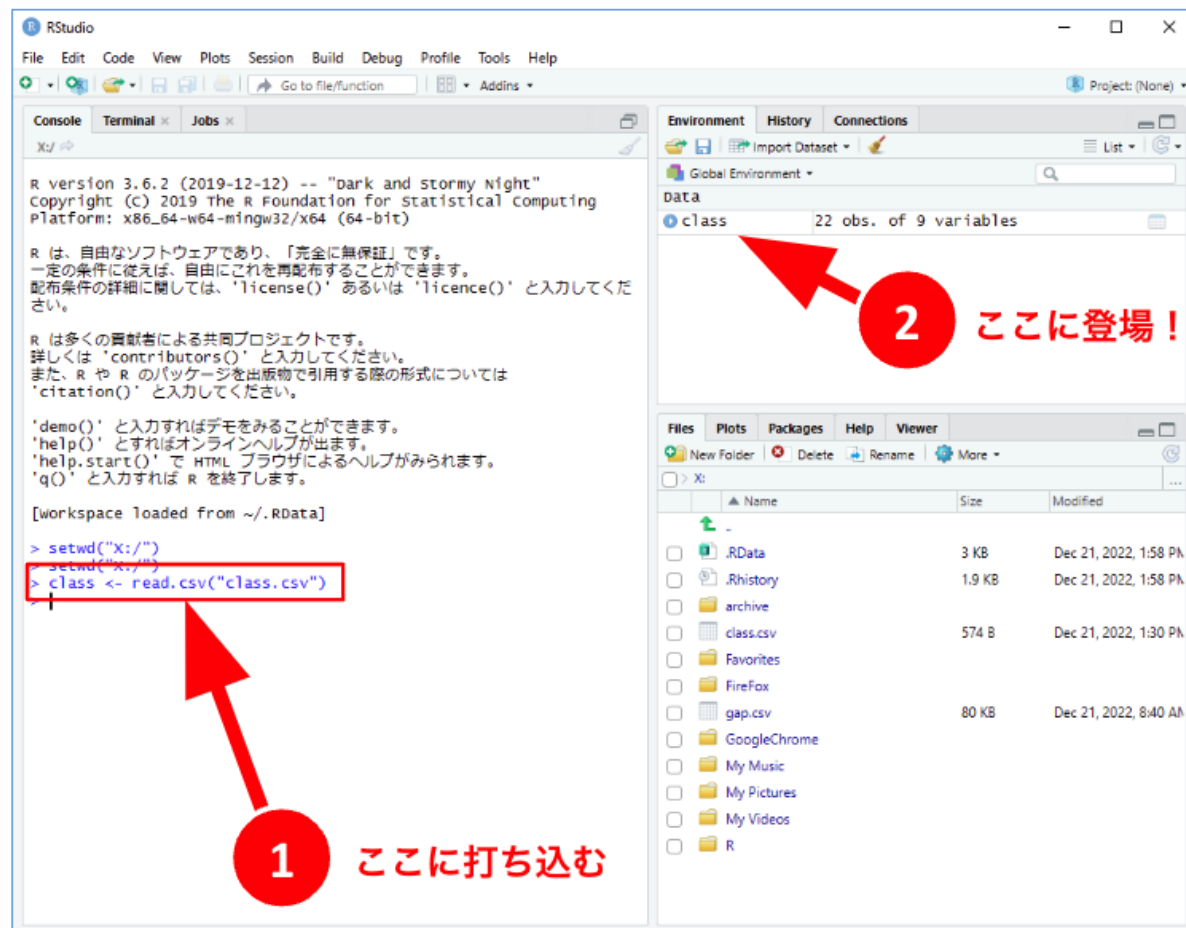 RStudio
File Edit Code View Plots Session Build Debug Profile Tools Help
Go to file/function Addins Project: (None)
Console Terminal Jobs
X:/
R version 3.6.2 (2019-12-12) -- "Dark and Stormy Night"
Copyright (C) 2019 The R Foundation for Statistical Computing
Platform: x86_64-w64-mingw32/x64 (64-bit)
R は、自由なソフトウェアであり、「完全に無保証」です。
一定の条件に従えば、自由にこれを再配布することができます。
配布条件の詳細に関しては、'license()' あるいは 'licence()' と入力してくだ
さい。
R は多くの貢献者による共同プロジェクトです。
詳しくは 'contributors()' と入力してください。
また、R や R のパッケージを出版物で引用する際の形式については
'citation()' と入力してください。
'demo()' と入力すればデモをみることができます。
'help()' とすればオンラインヘルプが出ます。
'help.start()' で HTML ブラウザによるヘルプがみられます。
'q()' と入力すれば R を終了します。
[Workspace loaded from ~/.RData]
> setwd("X:/")
> setwd("X:/")
> class <- read.csv("class.csv")
>
1 ここに打ち込む
Environment History Connections
Import Dataset List
Global Environment
Data
class 22 obs. of 9 variables
2 ここに登場！
Files Plots Packages Help Viewer
New Folder Delete Rename More
X: ...
Name Size Modified
..
.RData 3 KB Dec 21, 2022, 1:58 PM
.Rhistory 1.9 KB Dec 21, 2022, 1:58 PM
archive
class.csv 574 B Dec 21, 2022, 1:30 PM
Favorites
FireFox
gap.csv 80 KB Dec 21, 2022, 8:40 AM
GoogleChrome
My Music
My Pictures
My Videos
R